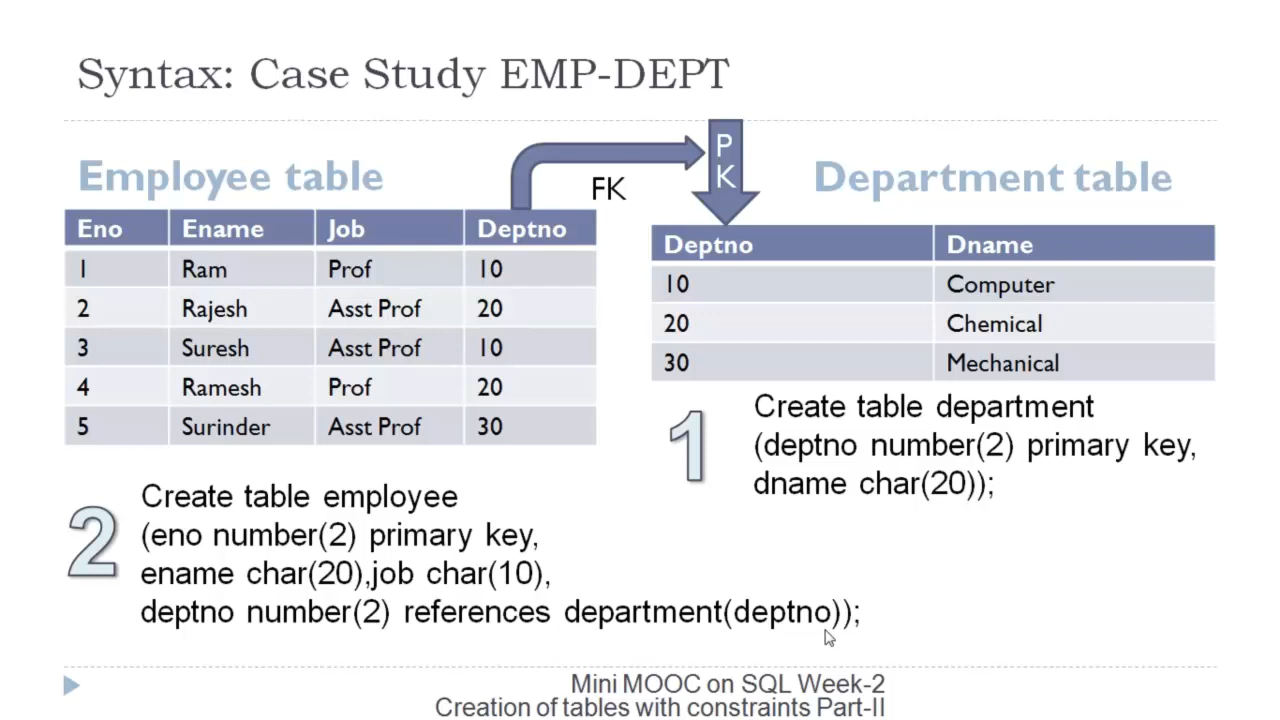 Syntax: Case Study EMP-DEPT
Employee table
FK
P
K
Department table
Eno Ename Job Deptno
1 Ram Prof 10
2 Rajesh Asst Prof 20
3 Suresh Asst Prof 10
4 Ramesh Prof 20
5 Surinder Asst Prof 30
Deptno Dname
10 Computer
20 Chemical
30 Mechanical
1
Create table department
(deptno number(2) primary key,
dname char(20));
2
Create table employee
(eno number(2) primary key,
ename char(20),job char(10),
deptno number(2) references department(deptno));
Mini MOOC on SQL Week-2
Creation of tables with constraints Part-II